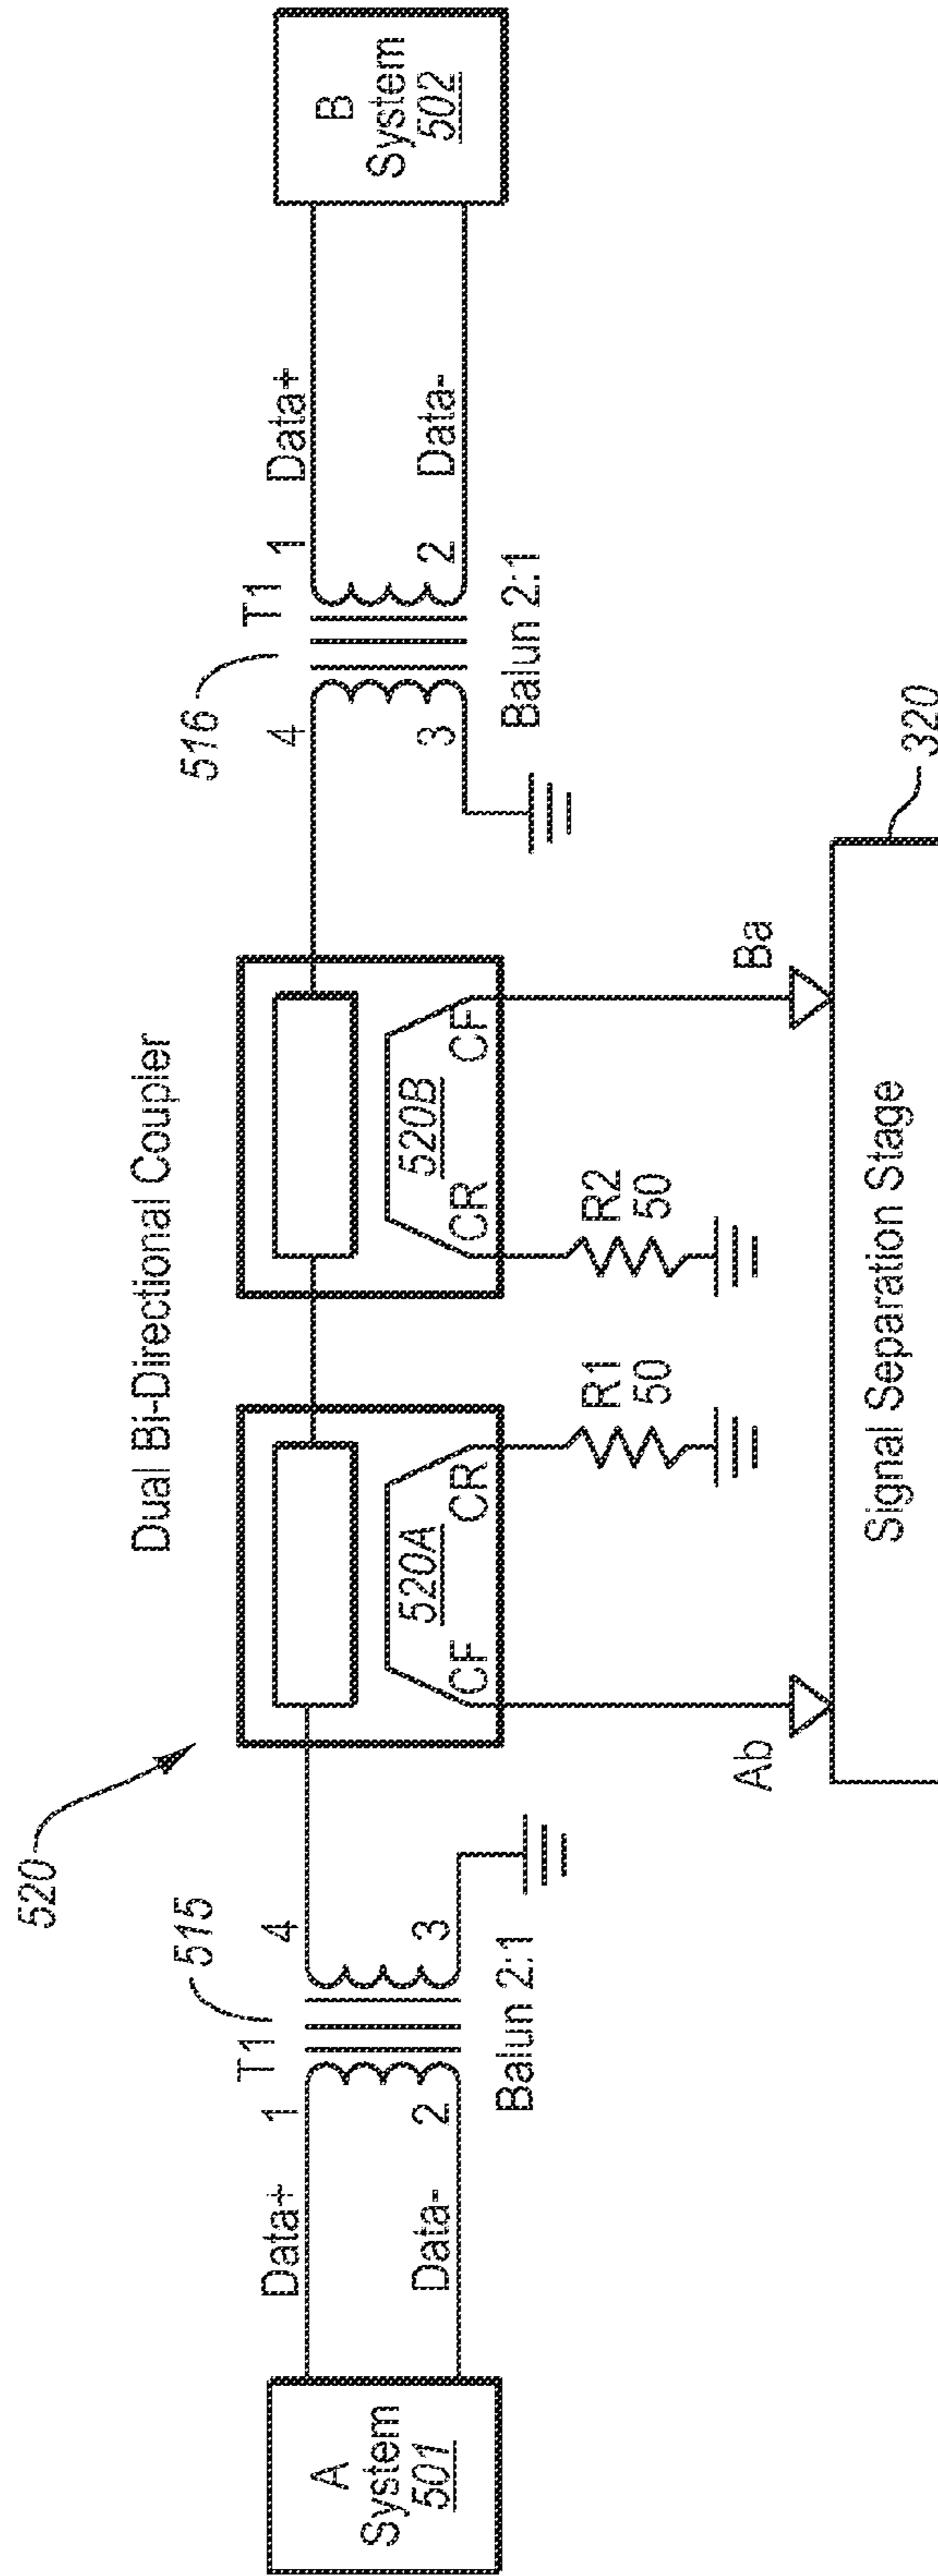 520
Dual Bi-Directional Coupler
515
516
T1
T1
A
System
501
Data+
Data-
1
2
4
3
Balun 2:1
520A
CF
CR
520B
CR
CF
4
3
1
2
Balun 2:1
Data+
Data-
B
System
502
R1
50
R2
50
Ab
Ba
Signal Separation Stage
320